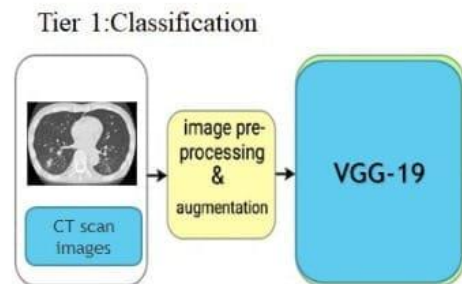 Tier 1:Classification
CT scan
images
image pre-
processing
&
augmentation
VGG-19